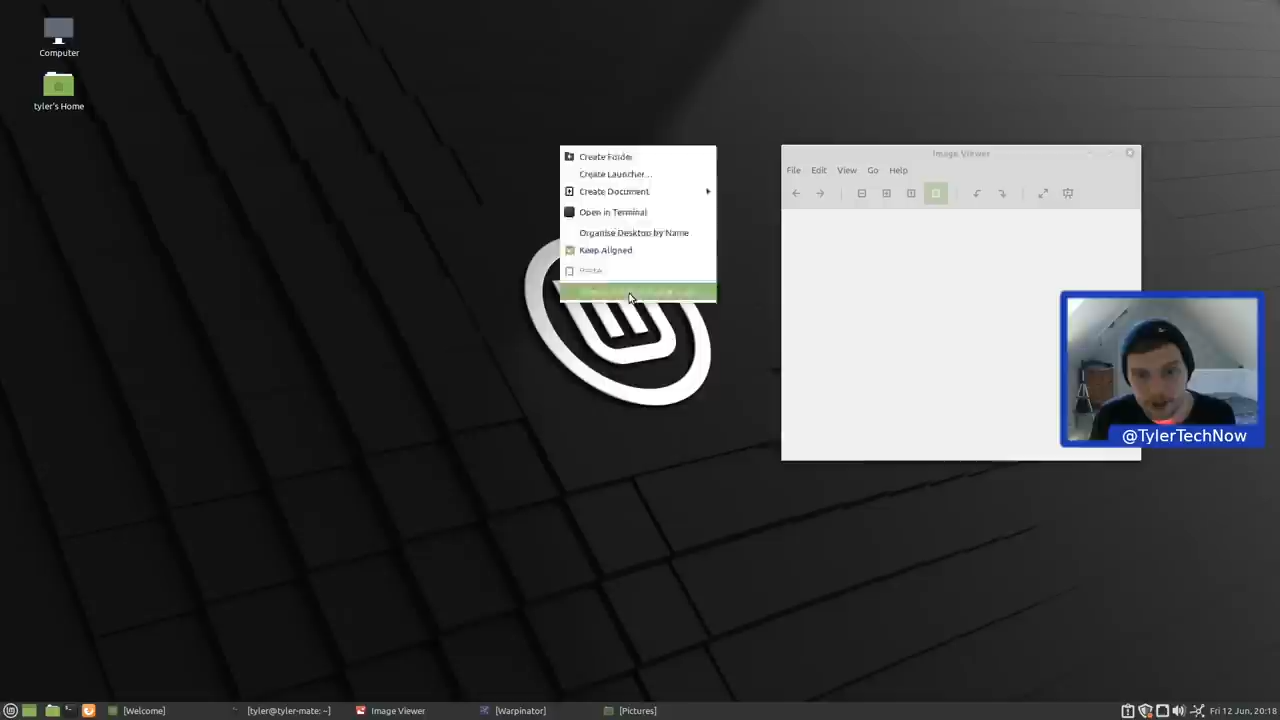 Computer
tyler's Home
Create Folder
Create Launcher...
Create Document
Open in Terminal
Organise Desktop by Name
Keep Aligned
Paste
Image Viewer
File Edit View Go Help
@TylerTechNow
[Welcome]
[tyler@tyler-mate: ~]
Image Viewer
[Warpinator]
[Pictures]
Fri 12 Jun, 20:18